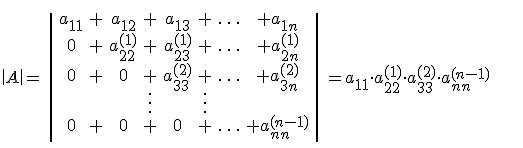 a₁₁ + a₁₂ + a₁₃ + ... + a₁ₙ
0 + a₂₂⁽¹⁾ + a₂₃⁽¹⁾ + ... + a₂ₙ⁽¹⁾
|A| = 0 + 0 + a₃₃⁽²⁾ + ... + a₃ₙ⁽²⁾ = a₁₁·a₂₂⁽¹⁾·a₃₃⁽²⁾·aₙₙ⁽ⁿ⁻¹⁾
⋮ ⋮
0 + 0 + 0 + ... + aₙₙ⁽ⁿ⁻¹⁾